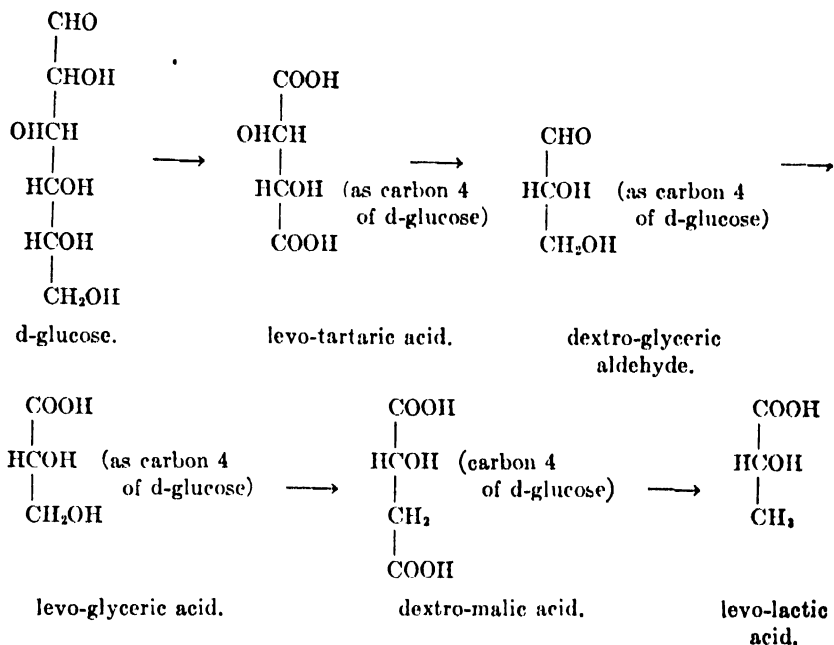 CHO
CHOH
OHCH
HCOH
HCOH
CH₂OH
d-glucose.
COOH
OHCH
HCOH (as carbon 4
of d-glucose)
COOH
levo-tartaric acid.
CHO
HCOH (as carbon 4
of d-glucose)
CH₂OH
dextro-glyceric
aldehyde.
COOH
HCOH (as carbon 4
of d-glucose)
CH₂OH
levo-glyceric acid.
COOH
HCOH (carbon 4
of d-glucose)
CH₂
COOH
dextro-malic acid.
COOH
HCOH
CH₃
levo-lactic
acid.